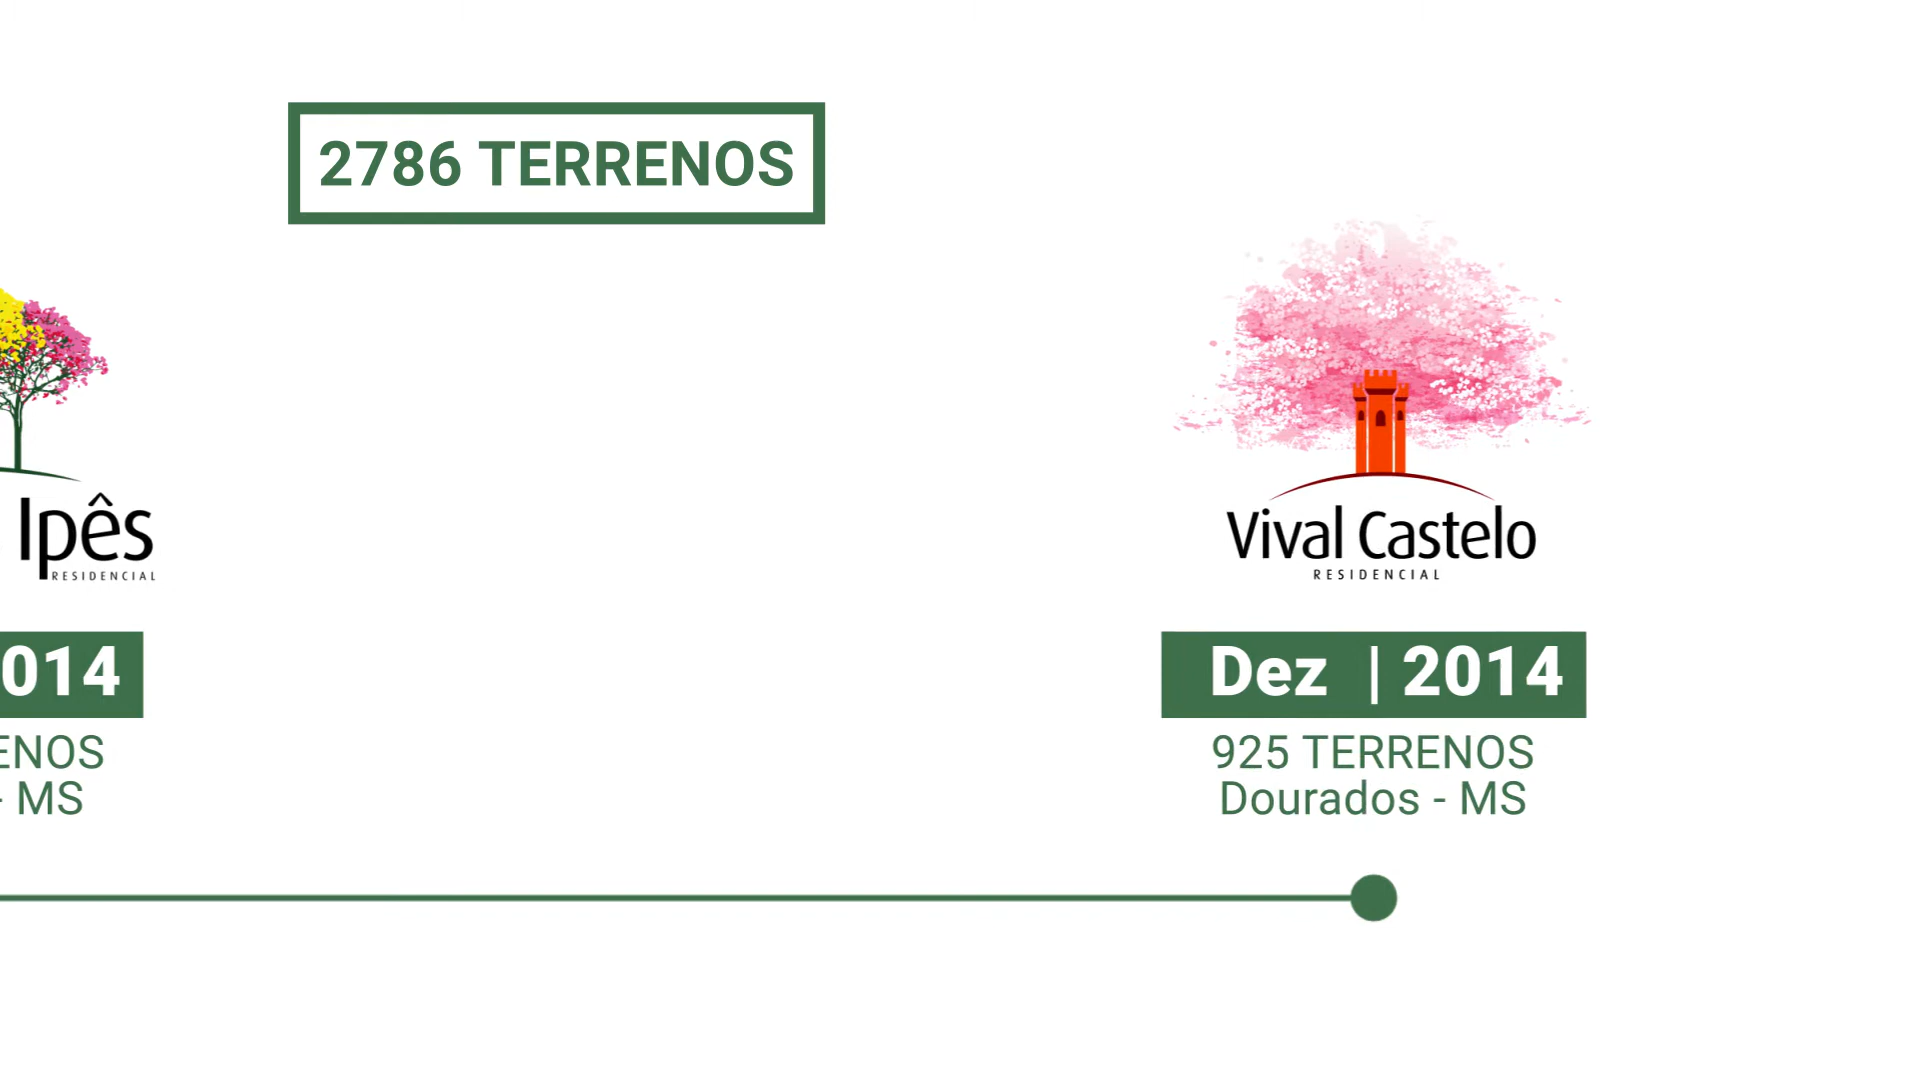 2786 TERRENOS
Ipês
RESIDENCIAL
014
ENOS
- MS
Vival Castelo
RESIDENCIAL
Dez | 2014
925 TERRENOS
Dourados - MS